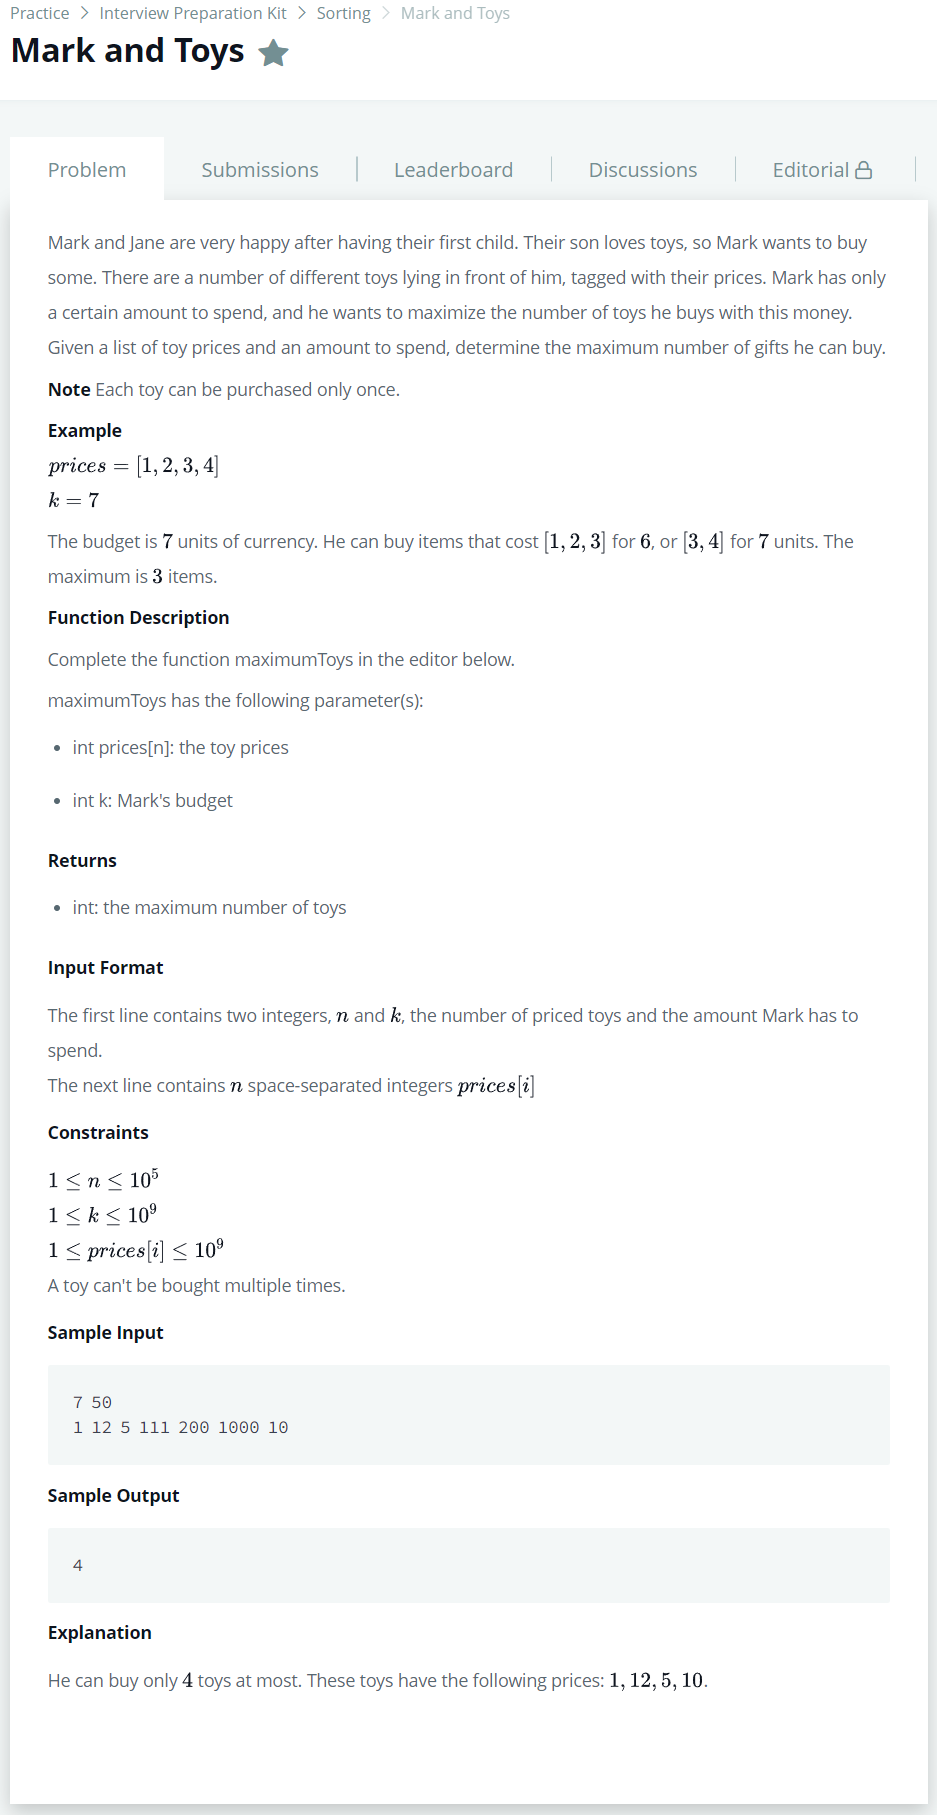 Practice > Interview Preparation Kit > Sorting > Mark and Toys
Mark and Toys
Problem
Submissions
Leaderboard
Discussions
Editorial
Mark and Jane are very happy after having their first child. Their son loves toys, so Mark wants to buy
some. There are a number of different toys lying in front of him, tagged with their prices. Mark has only
a certain amount to spend, and he wants to maximize the number of toys he buys with this money.
Given a list of toy prices and an amount to spend, determine the maximum number of gifts he can buy.
Note Each toy can be purchased only once.
Example
prices = [1, 2, 3, 4]
k = 7
The budget is 7 units of currency. He can buy items that cost [1, 2, 3] for 6, or [3, 4] for 7 units. The
maximum is 3 items.
Function Description
Complete the function maximumToys in the editor below.
maximumToys has the following parameter(s):
• int prices[n]: the toy prices
• int k: Mark's budget
Returns
• int: the maximum number of toys
Input Format
The first line contains two integers, n and k, the number of priced toys and the amount Mark has to
spend.
The next line contains n space-separated integers prices[i]
Constraints
1 ≤ n ≤ 10⁵
1 ≤ k ≤ 10⁹
1 ≤ prices[i] ≤ 10⁹
A toy can't be bought multiple times.
Sample Input
7 50
1 12 5 111 200 1000 10
Sample Output
4
Explanation
He can buy only 4 toys at most. These toys have the following prices: 1, 12, 5, 10.